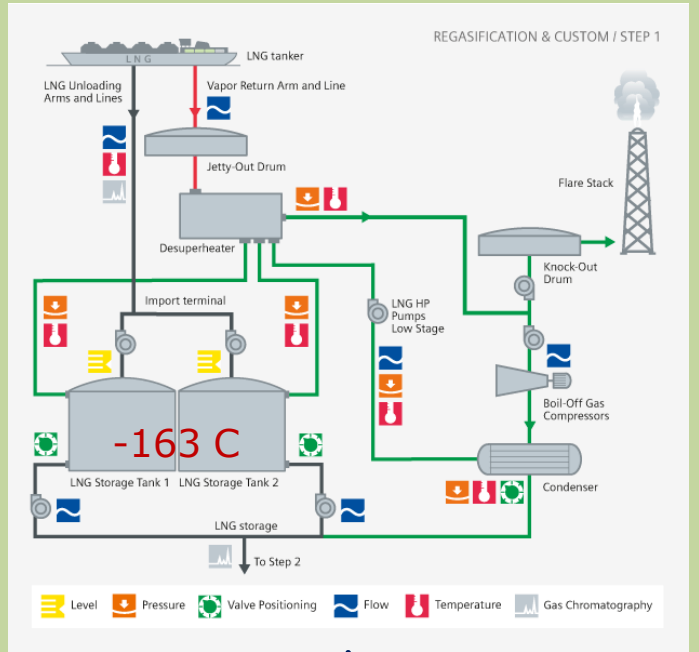 REGASIFICATION & CUSTOM / STEP 1
LNG
LNG tanker
LNG Unloading
Arms and Lines
Vapor Return Arm and Line
Jetty-Out Drum
Flare Stack
Desuperheater
Knock-Out
Drum
Import terminal
LNG HP
Pumps
Low Stage
Boil-Off Gas
Compressors
-163 C
LNG Storage Tank 1
LNG Storage Tank 2
Condenser
LNG storage
To Step 2
Level
Pressure
Valve Positioning
Flow
Temperature
Gas Chromatography